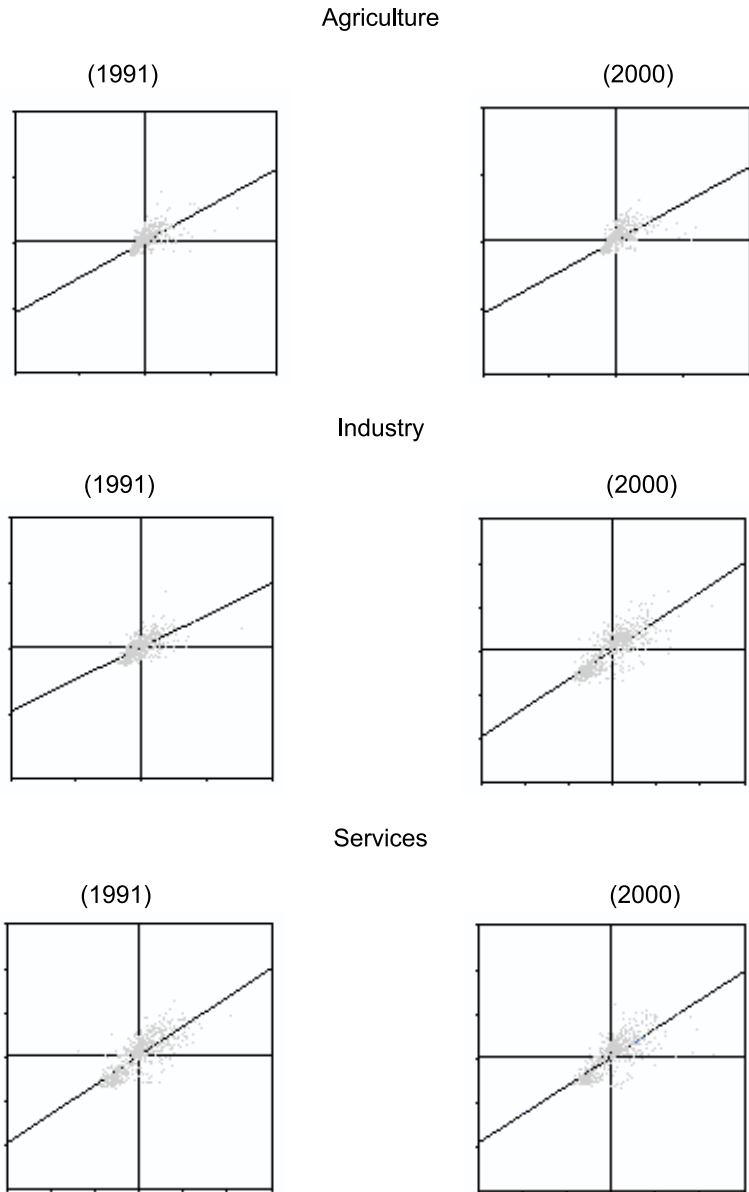 Agriculture
(1991) (2000)
Industry
(1991) (2000)
Services
(1991) (2000)